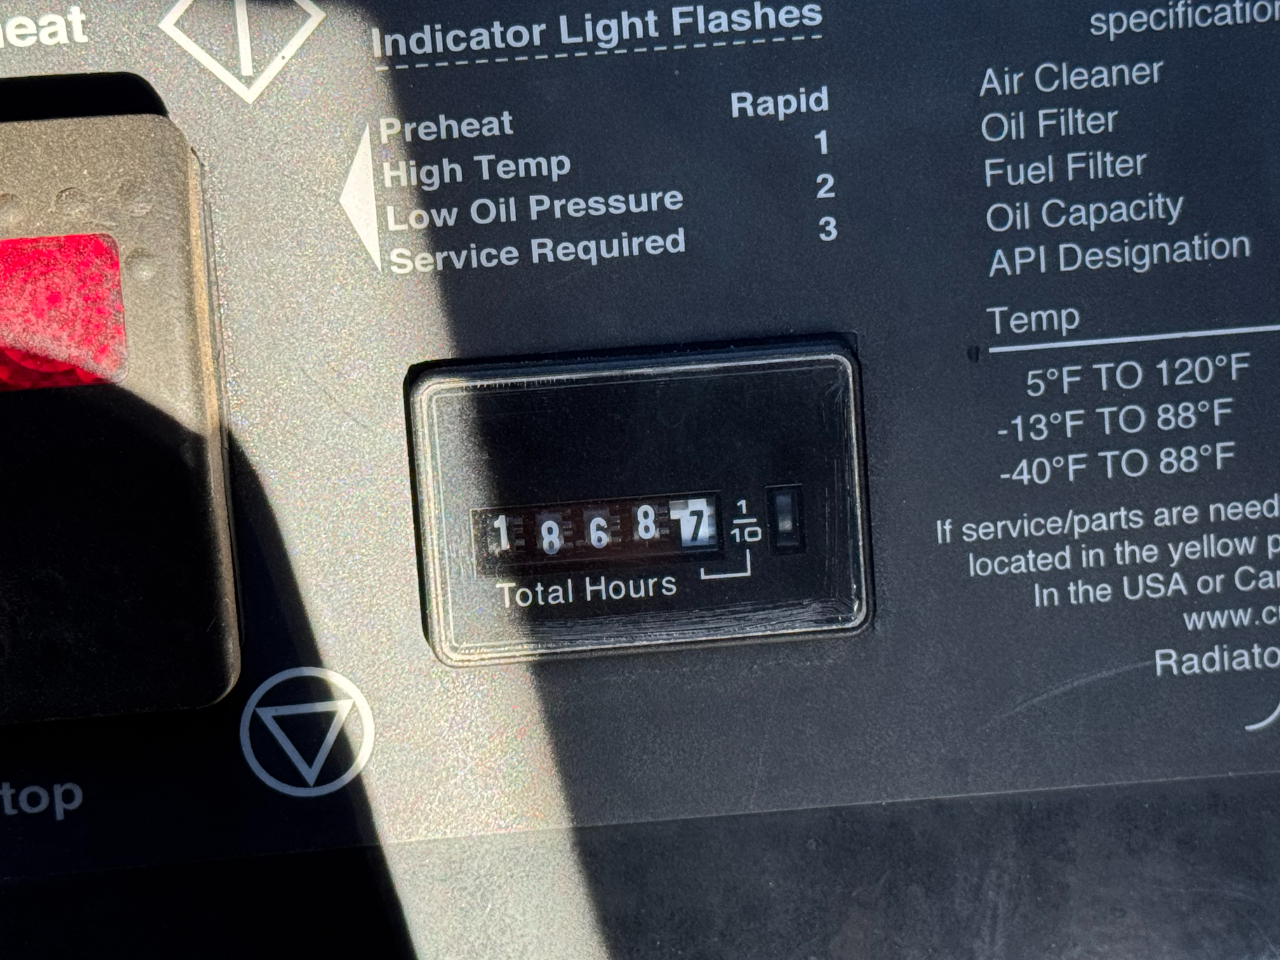 eat
Indicator Light Flashes
Preheat Rapid
High Temp 1
Low Oil Pressure 2
Service Required 3
specification
Air Cleaner
Oil Filter
Fuel Filter
Oil Capacity
API Designation
Temp
5°F TO 120°F
-13°F TO 88°F
-40°F TO 88°F
If service/parts are need
located in the yellow p
In the USA or Can
www.c
Radiato
1 8 6 8 7 1/10
Total Hours
top